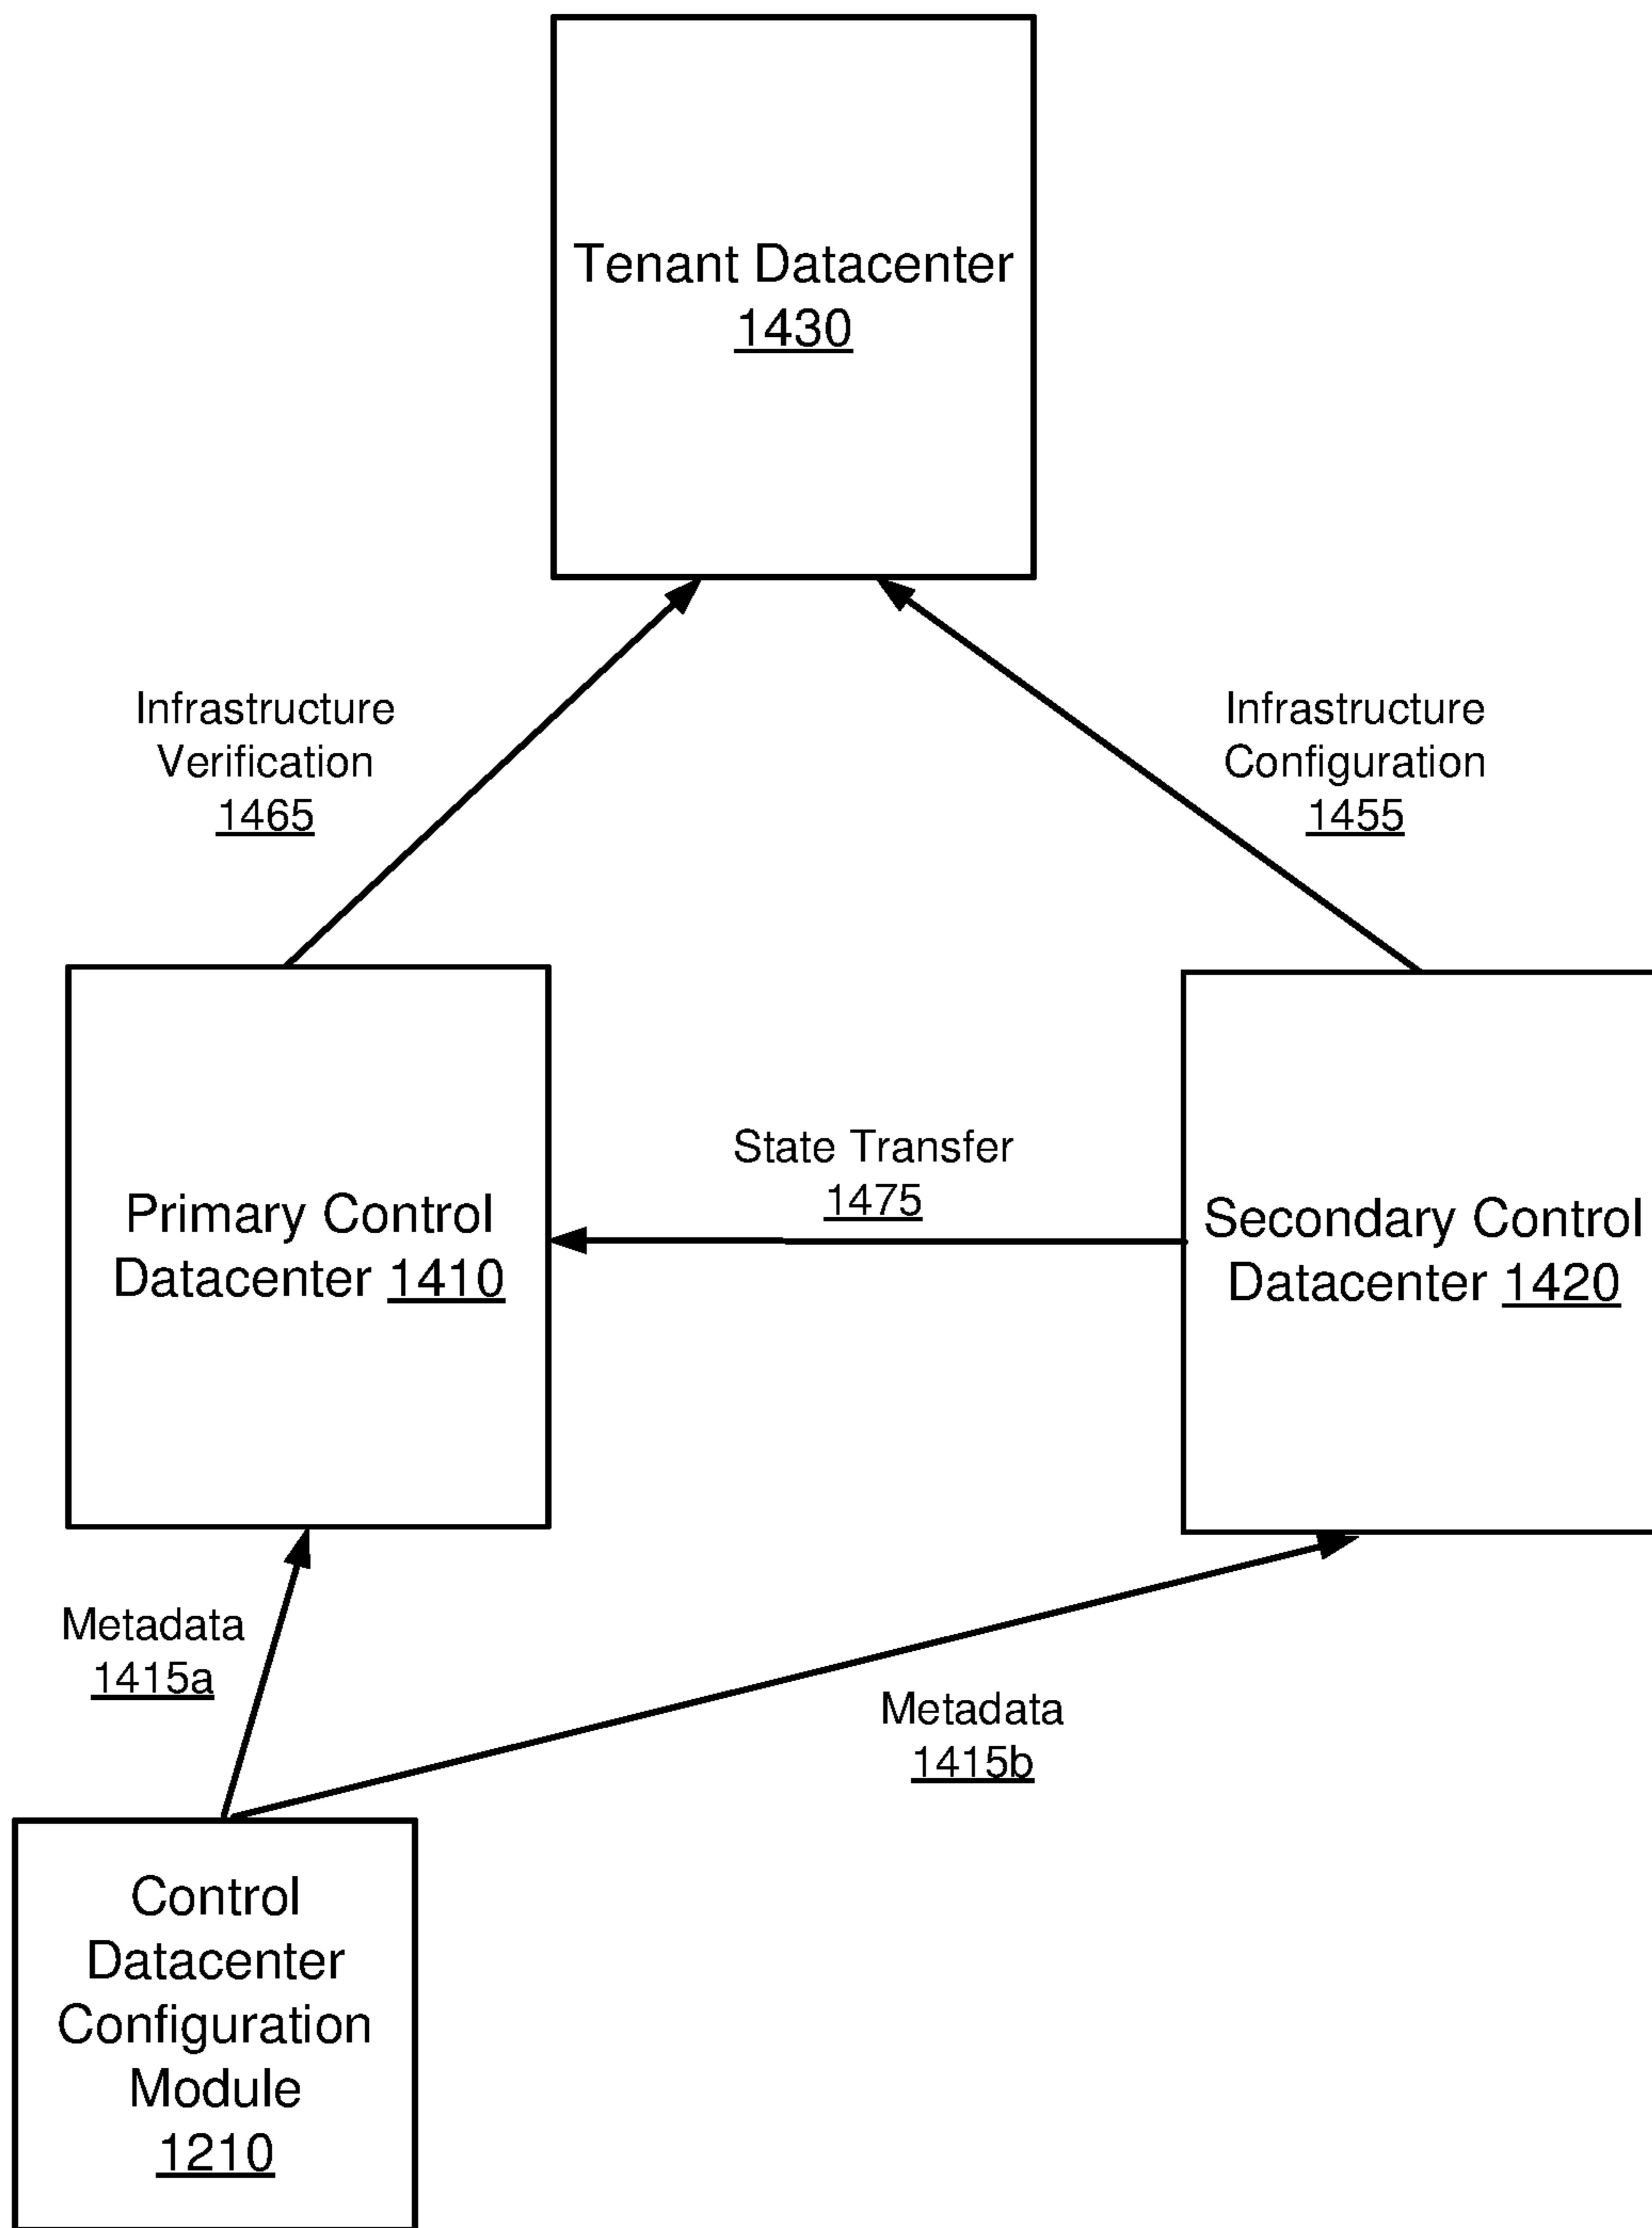 Tenant Datacenter
1430
Infrastructure
Verification
1465
Infrastructure
Configuration
1455
State Transfer
1475
Primary Control
Datacenter 1410
Secondary Control
Datacenter 1420
Metadata
1415a
Metadata
1415b
Control
Datacenter
Configuration
Module
1210